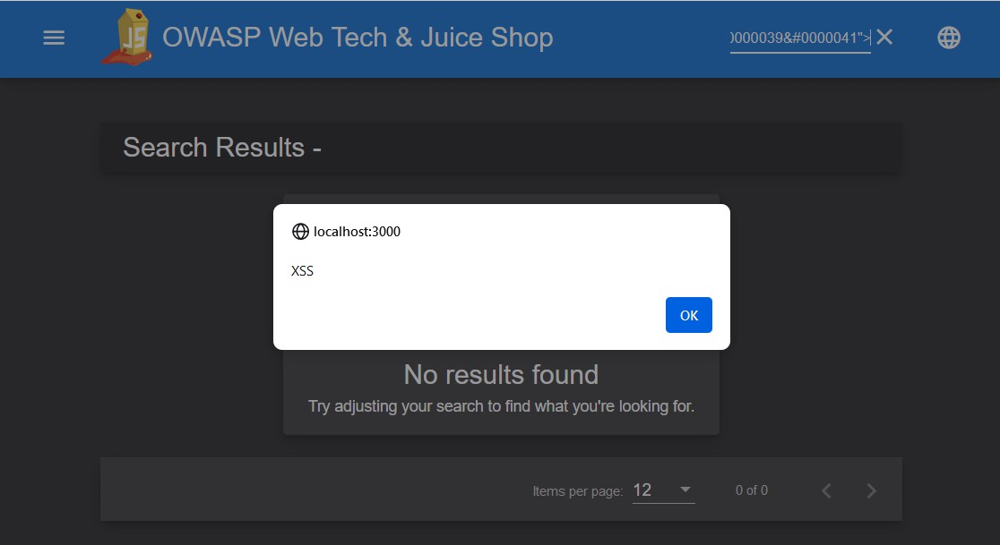 JS
OWASP Web Tech & Juice Shop
0000039&#0000041">
Search Results -
localhost:3000
XSS
OK
No results found
Try adjusting your search to find what you're looking for.
Items per page: 12
0 of 0